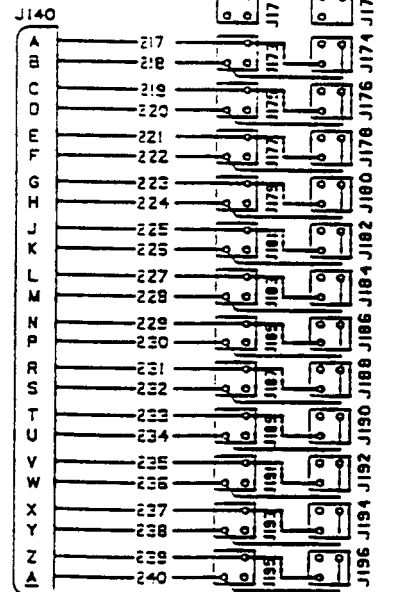 J140
A 217 J173 J174
B 218
C 219 J175 J176
D 220
E 221 J177 J178
F 222
G 223 J179 J180
H 224
J 225 J181 J182
K 225
L 227 J183 J184
M 228
N 229 J185 J186
P 230
R 231 J187 J188
S 232
T 233 J189 J190
U 234
V 235 J191 J192
W 236
X 237 J193 J194
Y 238
Z 239 J195 J196
A 240